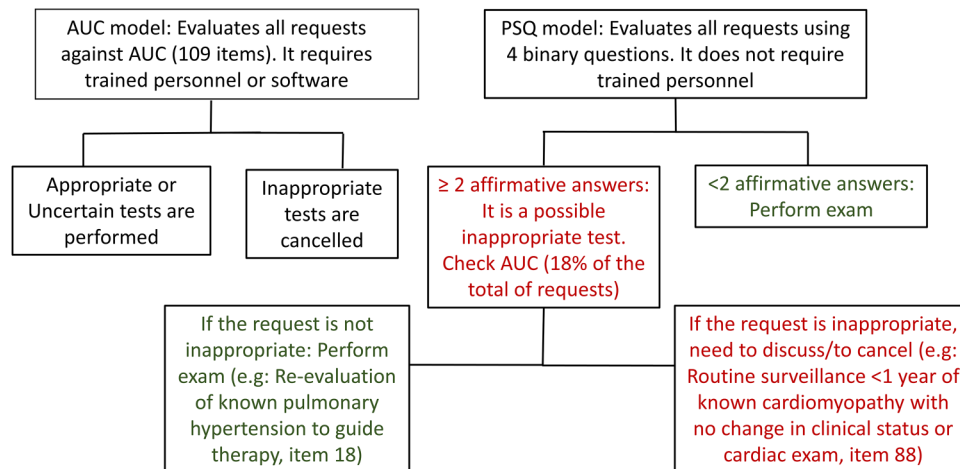 AUC model: Evaluates all requests
against AUC (109 items). It requires
trained personnel or software
PSQ model: Evaluates all requests using
4 binary questions. It does not require
trained personnel
Appropriate or
Uncertain tests are
performed
Inappropriate
tests are
cancelled
≥ 2 affirmative answers:
It is a possible
inappropriate test.
Check AUC (18% of the
total of requests)
<2 affirmative answers:
Perform exam
If the request is not
inappropriate: Perform
exam (e.g: Re-evaluation
of known pulmonary
hypertension to guide
therapy, item 18)
If the request is inappropriate,
need to discuss/to cancel (e.g:
Routine surveillance <1 year of
known cardiomyopathy with
no change in clinical status or
cardiac exam, item 88)